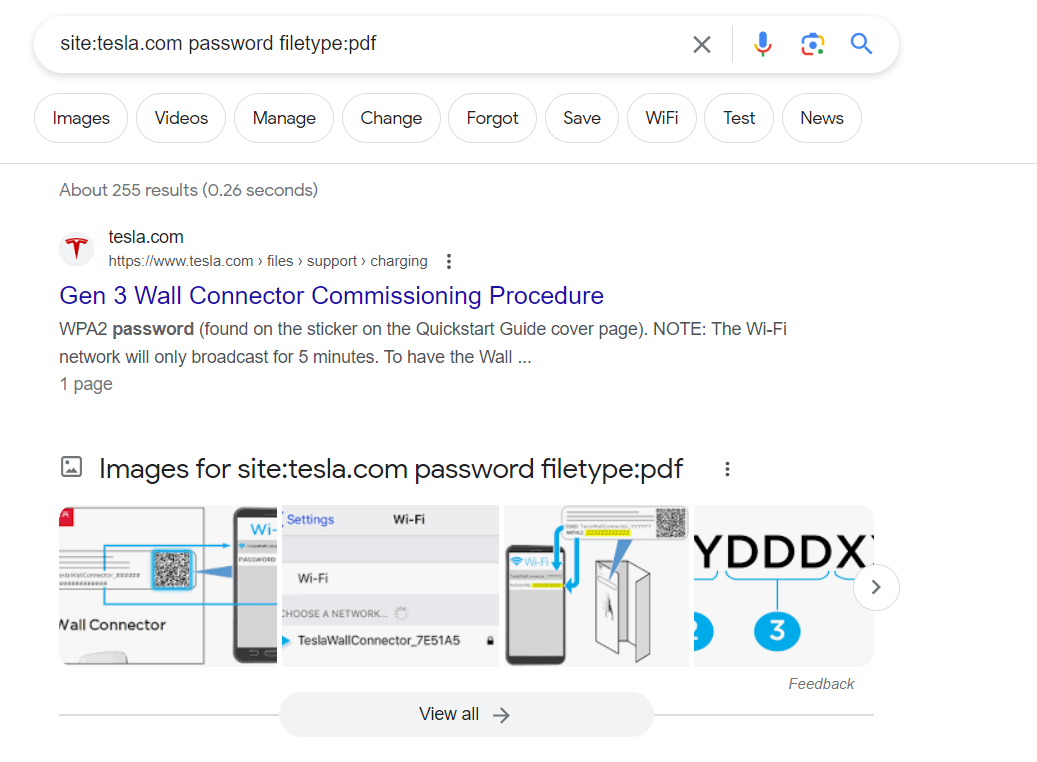 site:tesla.com password filetype:pdf
Images Videos Manage Change Forgot Save WiFi Test News
About 255 results (0.26 seconds)
tesla.com
https://www.tesla.com › files › support › charging
Gen 3 Wall Connector Commissioning Procedure
WPA2 password (found on the sticker on the Quickstart Guide cover page). NOTE: The Wi-Fi
network will only broadcast for 5 minutes. To have the Wall ...
1 page
Images for site:tesla.com password filetype:pdf
Wi-
PASSWORD
Wall Connector
Settings Wi-Fi
Wi-Fi
CHOOSE A NETWORK...
TeslaWallConnector_7E51A5
WPA2:
Wi-Fi
YDDDX
2 3
Feedback
View all